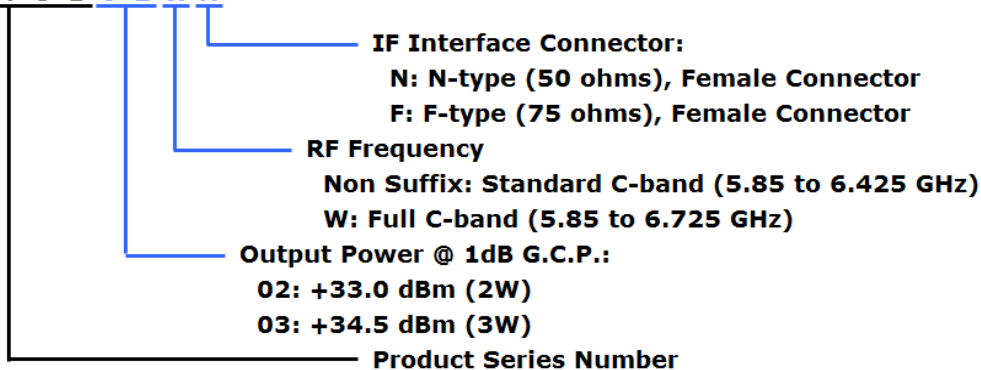 IF Interface Connector:
N: N-type (50 ohms), Female Connector
F: F-type (75 ohms), Female Connector
RF Frequency
Non Suffix: Standard C-band (5.85 to 6.425 GHz)
W: Full C-band (5.85 to 6.725 GHz)
Output Power @ 1dB G.C.P.:
02: +33.0 dBm (2W)
03: +34.5 dBm (3W)
Product Series Number